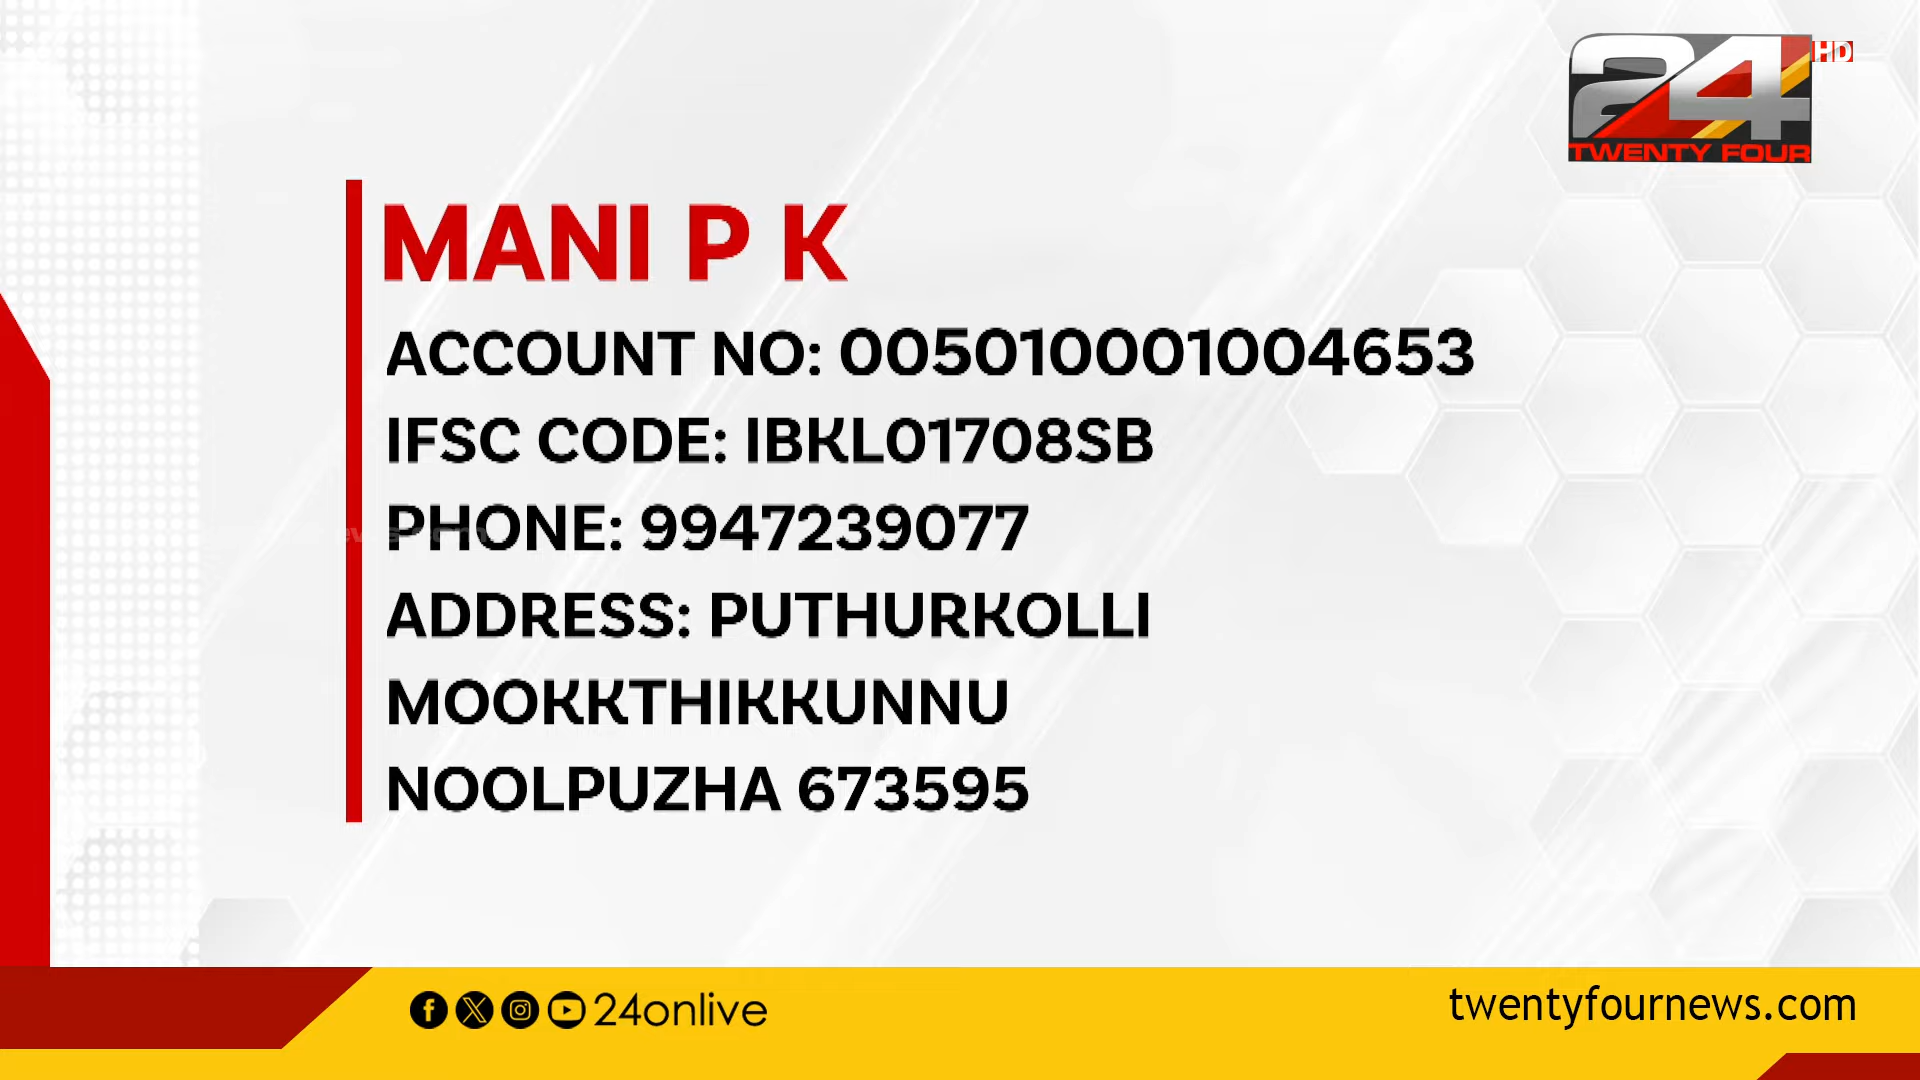 24 HD
TWENTY FOUR
MANI P K
ACCOUNT NO: 005010001004653
IFSC CODE: IBKL01708SB
PHONE: 9947239077
ADDRESS: PUTHURKOLLI
MOOKKTHIKKUNNU
NOOLPUZHA 673595
24onlive
twentyfournews.com